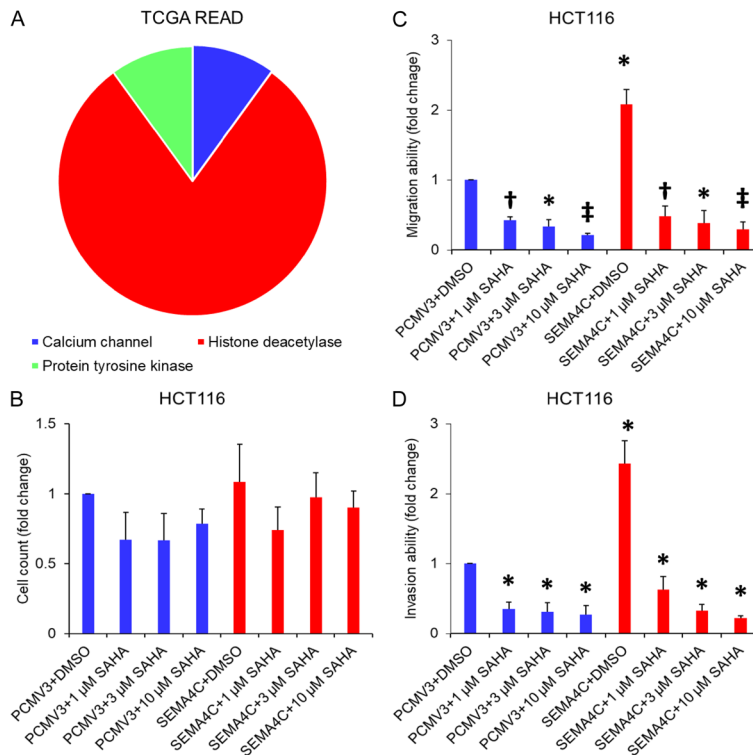 A
TCGA READ
Calcium channel
Histone deacetylase
Protein tyrosine kinase
B
HCT116
Cell count (fold change)
1.5
1
0.5
0
PCMV3+DMSO
PCMV3+1 µM SAHA
PCMV3+3 µM SAHA
PCMV3+10 µM SAHA
SEMA4C+DMSO
SEMA4C+1 µM SAHA
SEMA4C+3 µM SAHA
SEMA4C+10 µM SAHA
C
HCT116
Migration ability (fold chnage)
3
2
1
0
†
*
‡
*
†
*
‡
PCMV3+DMSO
PCMV3+1 µM SAHA
PCMV3+3 µM SAHA
PCMV3+10 µM SAHA
SEMA4C+DMSO
SEMA4C+1 µM SAHA
SEMA4C+3 µM SAHA
SEMA4C+10 µM SAHA
D
HCT116
Invasion ability (fold change)
3
2
1
0
*
*
*
*
*
*
*
PCMV3+DMSO
PCMV3+1 µM SAHA
PCMV3+3 µM SAHA
PCMV3+10 µM SAHA
SEMA4C+DMSO
SEMA4C+1 µM SAHA
SEMA4C+3 µM SAHA
SEMA4C+10 µM SAHA